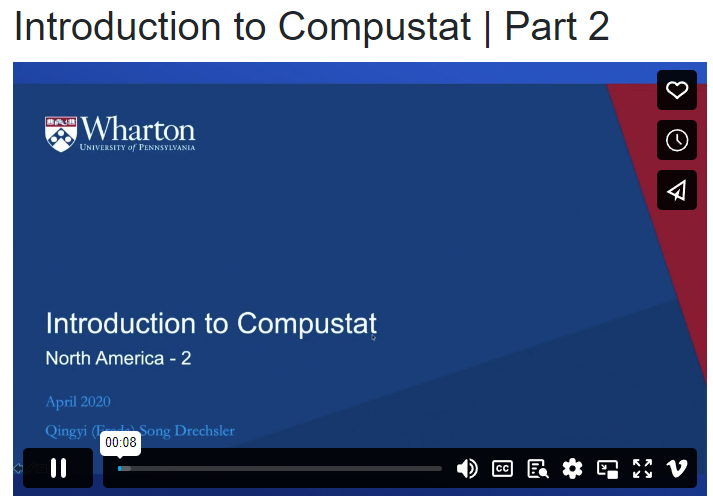 Introduction to Compustat | Part 2
Wharton
UNIVERSITY of PENNSYLVANIA
Introduction to Compustat
North America - 2
April 2020
Qingyi (Freda) Song Drechsler
00:08
CC